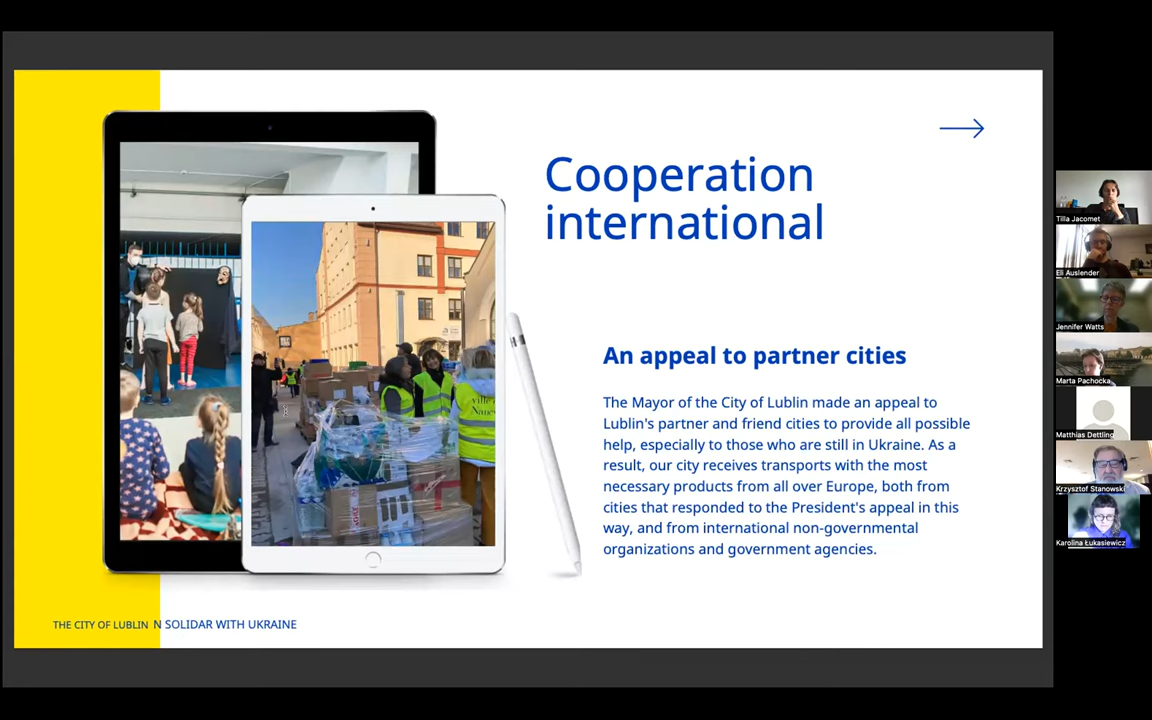 Cooperation
international
An appeal to partner cities
The Mayor of the City of Lublin made an appeal to
Lublin's partner and friend cities to provide all possible
help, especially to those who are still in Ukraine. As a
result, our city receives transports with the most
necessary products from all over Europe, both from
cities that responded to the President's appeal in this
way, and from international non-governmental
organizations and government agencies.
THE CITY OF LUBLIN N SOLIDAR WITH UKRAINE
ville
Nancy
Tilla Jacomet
Eli Auslender
Jennifer Watts
Marta Pachocka
Matthias Dettling
Krzysztof Stanowski
Karolina Łukasiewicz